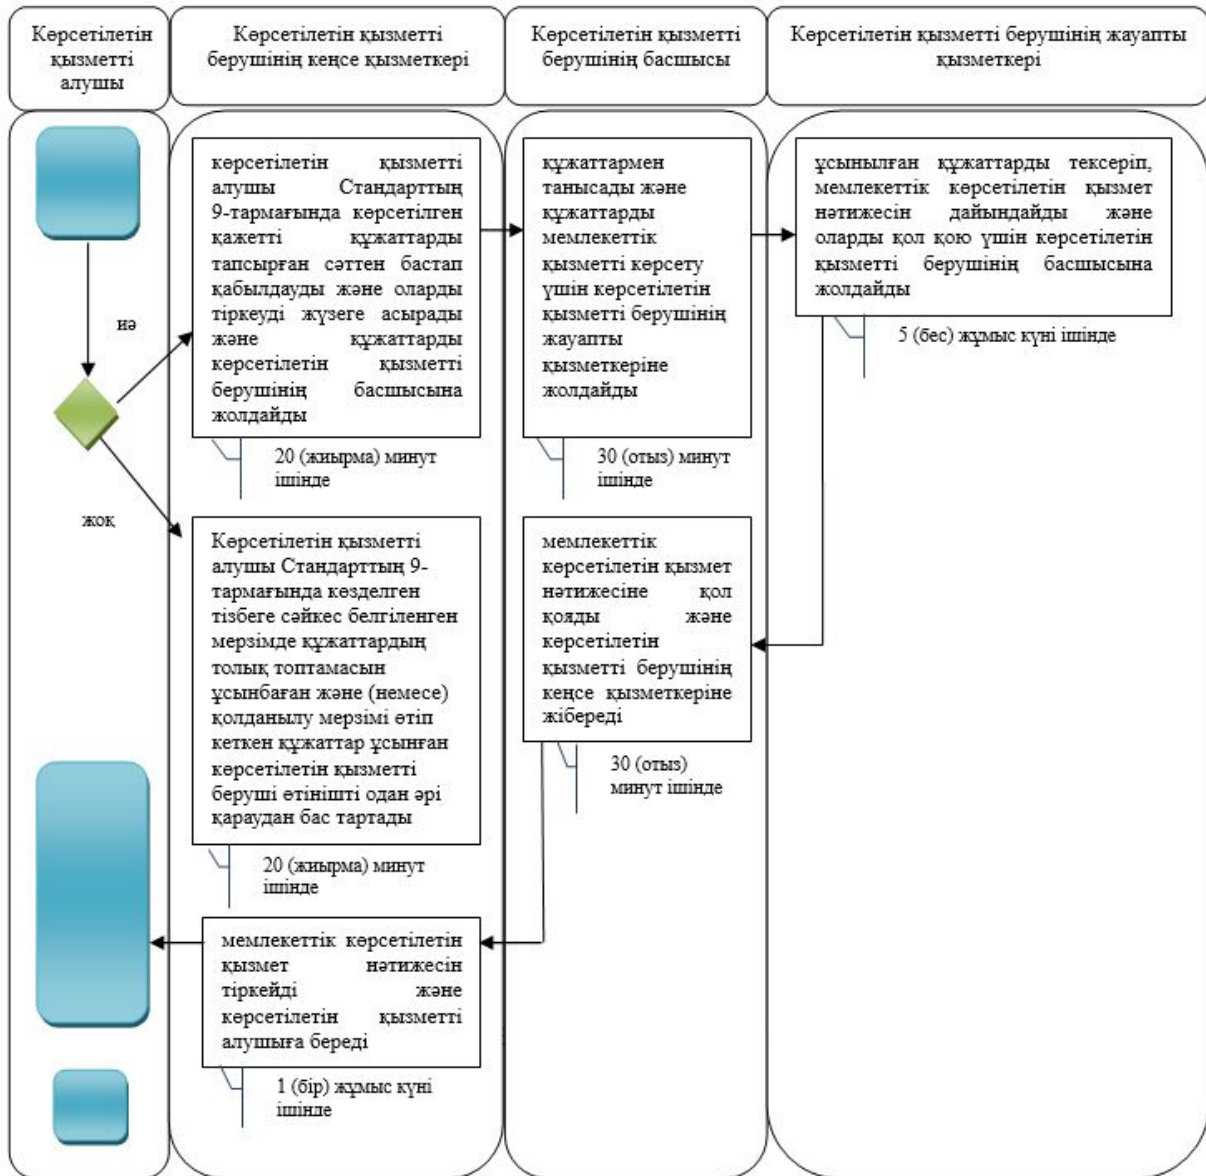 Көрсетілетін
қызметті
алушы
Көрсетілетін қызметті
берушінің кеңсе қызметкері
Көрсетілетін қызметті
берушінің басшысы
Көрсетілетін қызметті берушінің жауапты
қызметкері
көрсетілетін қызметті
алушы Стандарттың
9-тармағында көрсетілген
қажетті құжаттарды
тапсырған сәттен бастап
қабылдауды және оларды
тіркеуді жүзеге асырады
және құжаттарды
көрсетілетін қызметті
берушінің басшысына
жолдайды
20 (жиырма) минут
ішінде
құжаттармен
танысады және
құжаттарды
мемлекеттік
қызметті көрсету
үшін көрсетілетін
қызметті берушінің
жауапты
қызметкеріне
жолдайды
30 (отыз) минут
ішінде
ұсынылған құжаттарды тексеріп,
мемлекеттік көрсетілетін қызмет
нәтижесін дайындайды және
оларды қол қою үшін көрсетілетін
қызметті берушінің басшысына
жолдайды
5 (бес) жұмыс күні ішінде
иә
жоқ
Көрсетілетін қызметті
алушы Стандарттың 9-
тармағында көзделген
тізбеге сәйкес белгіленген
мерзімде құжаттардың
толық топтамасын
ұсынбаған және (немесе)
қолданылу мерзімі өтіп
кеткен құжаттар ұсынған
көрсетілетін қызметті
беруші өтінішті одан әрі
қараудан бас тартады
20 (жиырма) минут
ішінде
мемлекеттік
көрсетілетін қызмет
нәтижесіне қол
қояды және
көрсетілетін
қызметті берушінің
кеңсе қызметкеріне
жібереді
30 (отыз)
минут ішінде
мемлекеттік көрсетілетін
қызмет нәтижесін
тіркейді және
көрсетілетін қызметті
алушыға береді
1 (бір) жұмыс күні
ішінде